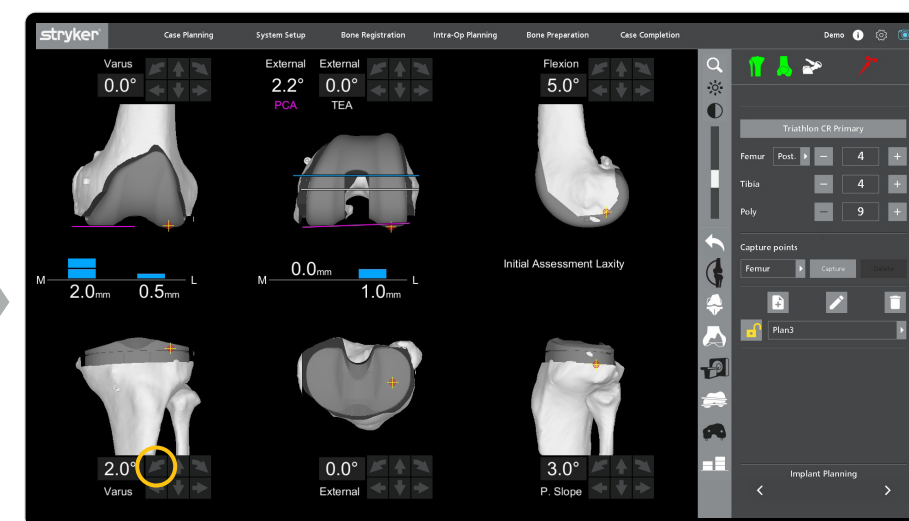 stryker
Case Planning
System Setup
Bone Registration
Intra-Op Planning
Bone Preparation
Case Completion
Demo
Varus
0.0°
External
2.2°
PCA
External
0.0°
TEA
Flexion
5.0°
M
2.0mm
0.5mm
L
M
0.0mm
1.0mm
L
Initial Assessment Laxity
2.0°
Varus
0.0°
External
3.0°
P. Slope
Triathlon CR Primary
Femur Post. − 4 +
Tibia − 4 +
Poly − 9 +
Capture points
Femur Capture Delete
Plan3
Implant Planning